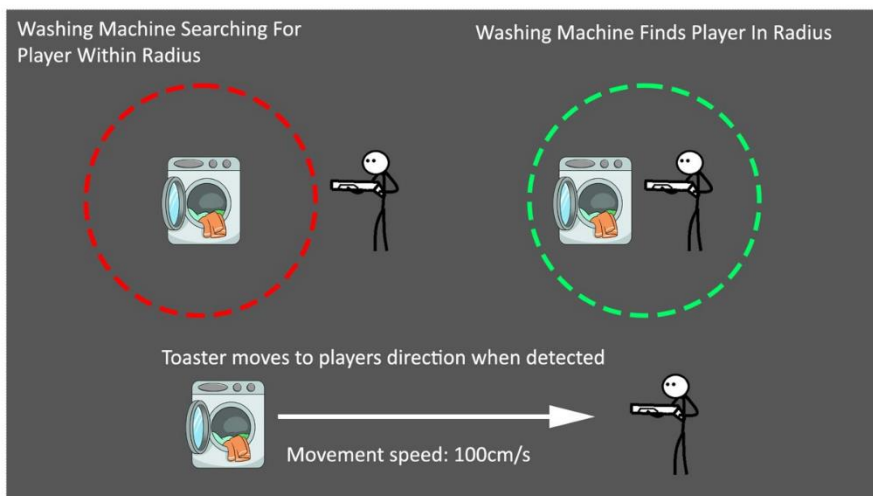 Washing Machine Searching For
Player Within Radius
Washing Machine Finds Player In Radius
Toaster moves to players direction when detected
Movement speed: 100cm/s